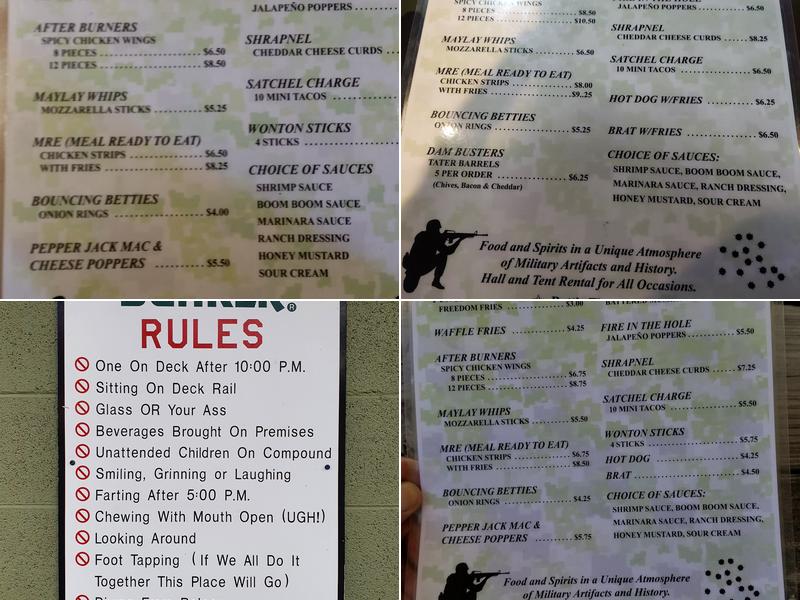 JALAPEÑO POPPERS
AFTER BURNERS
SPICY CHICKEN WINGS
8 PIECES $6.50
12 PIECES $8.50
MAYLAY WHIPS
MOZZARELLA STICKS $5.25
MRE (MEAL READY TO EAT)
CHICKEN STRIPS $6.50
WITH FRIES $8.25
BOUNCING BETTIES
ONION RINGS $4.00
PEPPER JACK MAC &
CHEESE POPPERS $5.50
SHRAPNEL
CHEDDAR CHEESE CURDS
SATCHEL CHARGE
10 MINI TACOS
WONTON STICKS
4 STICKS
CHOICE OF SAUCES
SHRIMP SAUCE
BOOM BOOM SAUCE
MARINARA SAUCE
RANCH DRESSING
HONEY MUSTARD
SOUR CREAM
SPICY CHICKEN WINGS
8 PIECES $8.50
12 PIECES $10.50
MAYLAY WHIPS
MOZZARELLA STICKS $6.50
MRE (MEAL READY TO EAT)
CHICKEN STRIPS $8.00
WITH FRIES $9..25
BOUNCING BETTIES
ONION RINGS $5.25
DAM BUSTERS
TATER BARRELS
5 PER ORDER $6.25
(Chives, Bacon & Cheddar)
JALAPEÑO POPPERS $6.50
SHRAPNEL
CHEDDAR CHEESE CURDS $8.25
SATCHEL CHARGE
10 MINI TACOS $6.50
HOT DOG W/FRIES $6.25
BRAT W/FRIES $6.50
CHOICE OF SAUCES:
SHRIMP SAUCE, BOOM BOOM SAUCE,
MARINARA SAUCE, RANCH DRESSING,
HONEY MUSTARD, SOUR CREAM
Food and Spirits in a Unique Atmosphere
of Military Artifacts and History.
Hall and Tent Rental for All Occasions.
RULES
One On Deck After 10:00 P.M.
Sitting On Deck Rail
Glass OR Your Ass
Beverages Brought On Premises
Unattended Children On Compound
Smiling, Grinning or Laughing
Farting After 5:00 P.M.
Chewing With Mouth Open (UGH!)
Looking Around
Foot Tapping (If We All Do It
Together This Place Will Go)
FREEDOM FRIES $3.00
WAFFLE FRIES $4.25
AFTER BURNERS
SPICY CHICKEN WINGS
8 PIECES $6.75
12 PIECES $8.75
MAYLAY WHIPS
MOZZARELLA STICKS $5.50
MRE (MEAL READY TO EAT)
CHICKEN STRIPS $6.75
WITH FRIES $8.50
BOUNCING BETTIES
ONION RINGS $4.25
PEPPER JACK MAC &
CHEESE POPPERS $5.75
FIRE IN THE HOLE
JALAPEÑO POPPERS $5.50
SHRAPNEL
CHEDDAR CHEESE CURDS $7.25
SATCHEL CHARGE
10 MINI TACOS $5.50
WONTON STICKS
4 STICKS $5.75
HOT DOG $4.25
BRAT $4.50
CHOICE OF SAUCES:
SHRIMP SAUCE, BOOM BOOM SAUCE,
MARINARA SAUCE, RANCH DRESSING,
HONEY MUSTARD, SOUR CREAM
Food and Spirits in a Unique Atmosphere
of Military Artifacts and History.